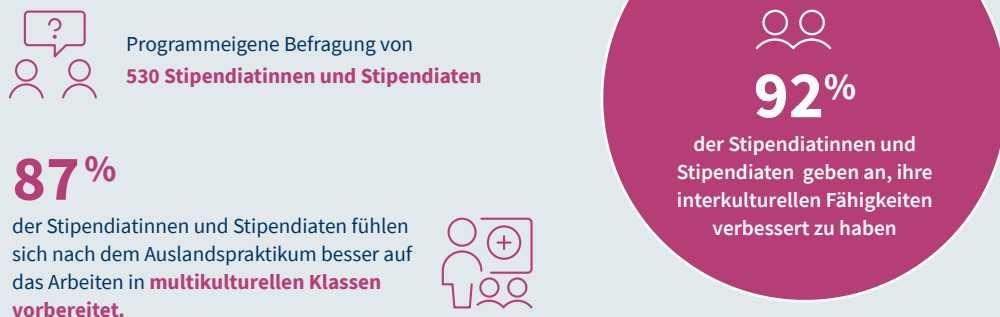 ?
Programmeigene Befragung von
530 Stipendiatinnen und Stipendiaten
87%
der Stipendiatinnen und Stipendiaten fühlen
sich nach dem Auslandspraktikum besser auf
das Arbeiten in multikulturellen Klassen
vorbereitet.
92%
der Stipendiatinnen und
Stipendiaten geben an, ihre
interkulturellen Fähigkeiten
verbessert zu haben